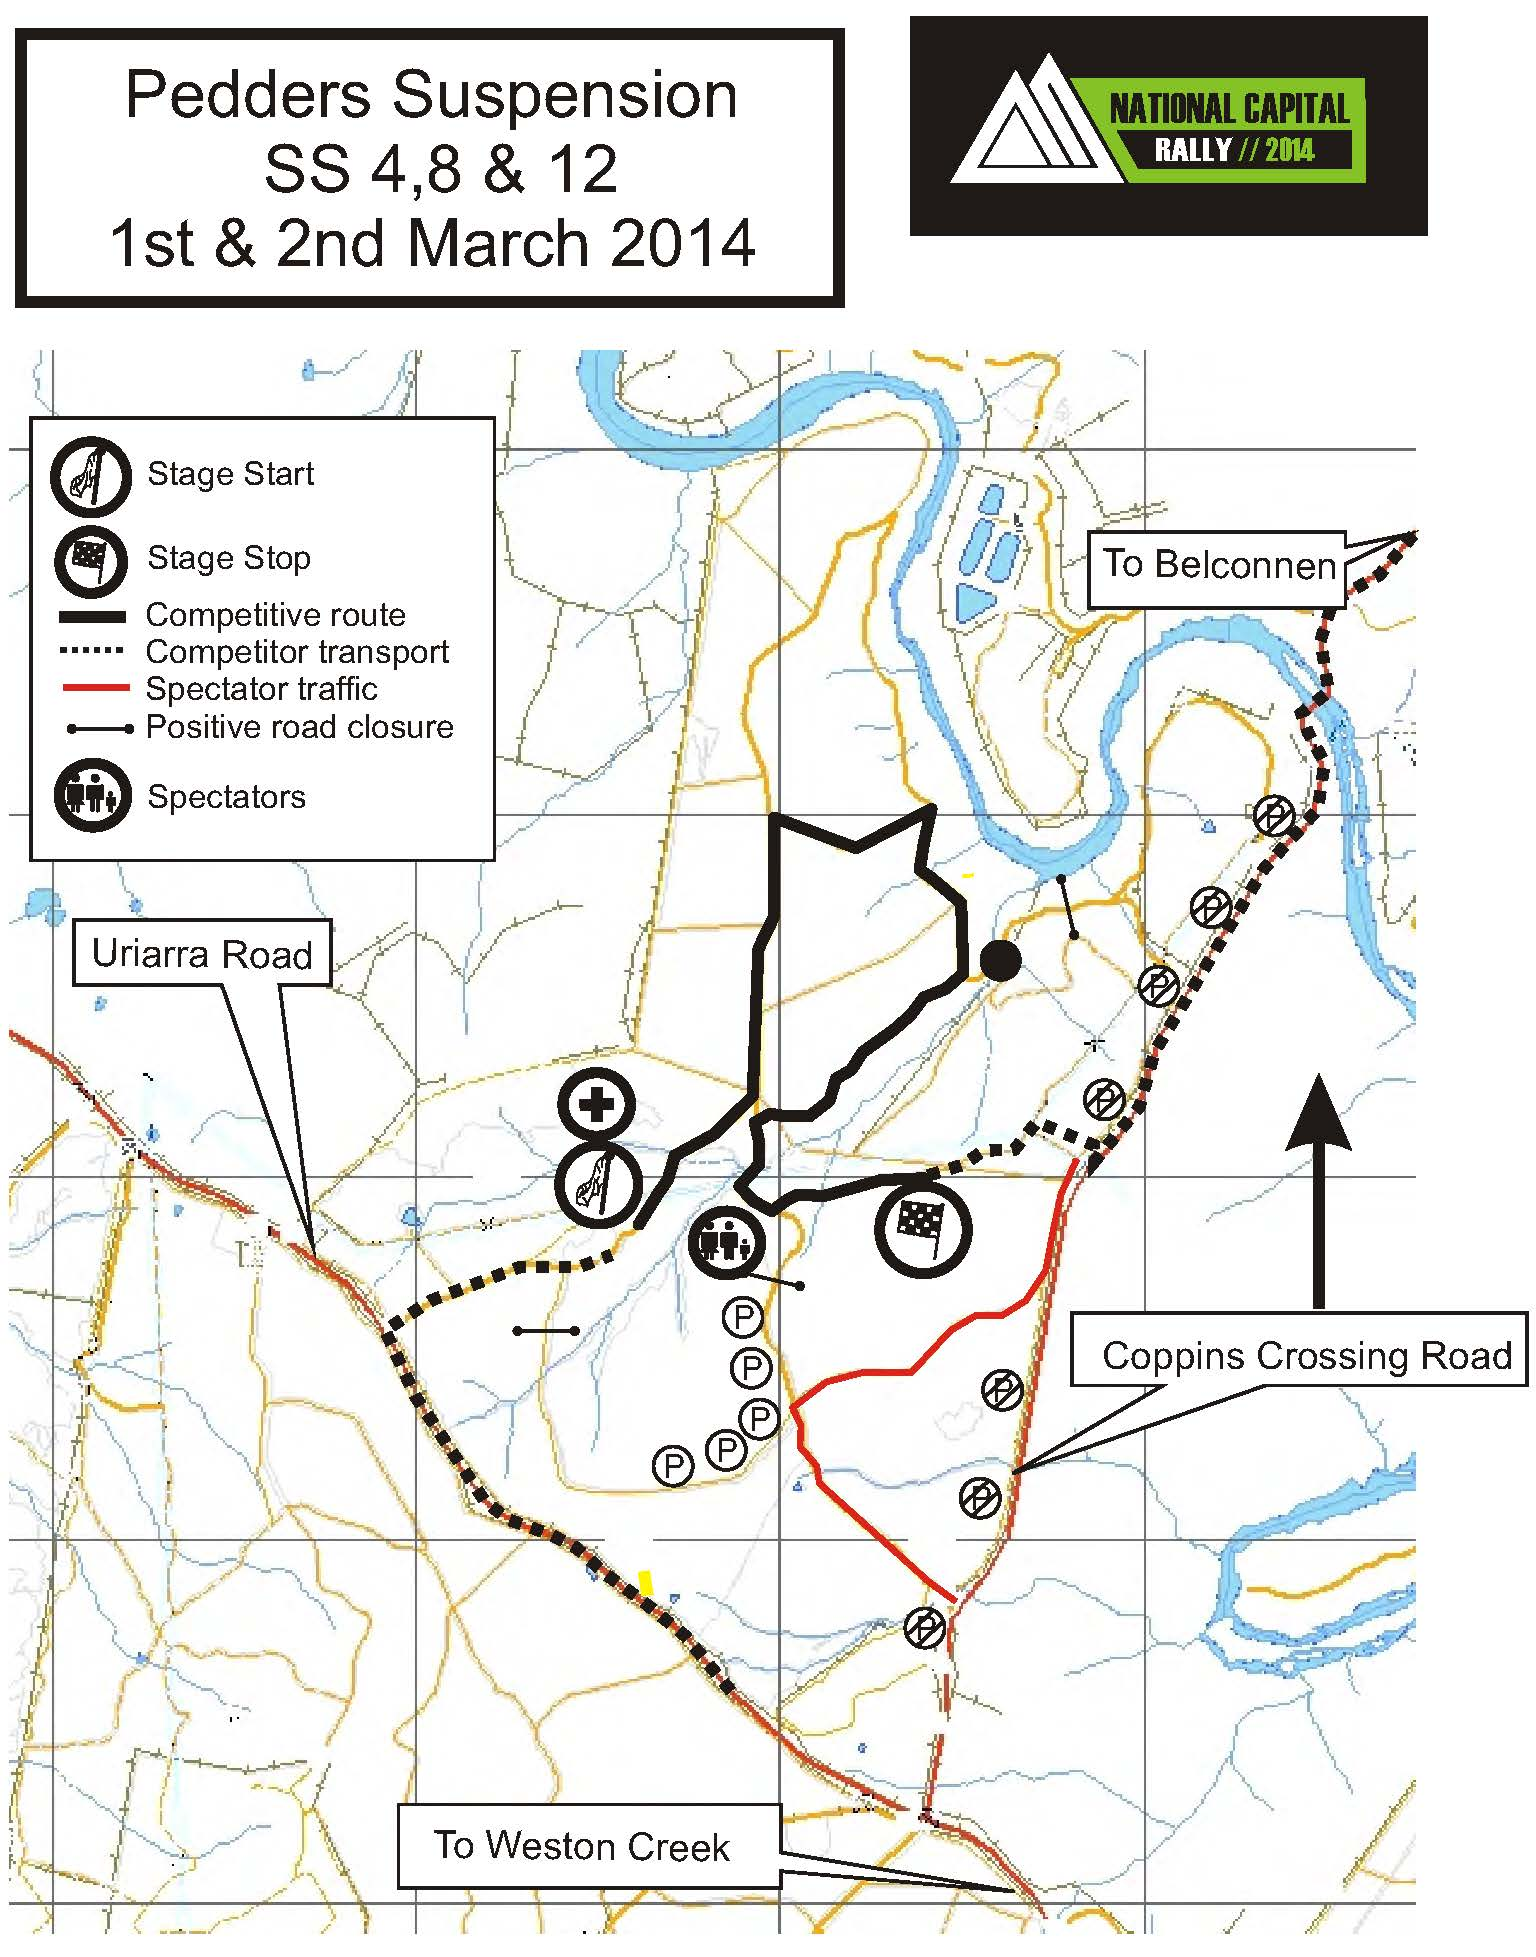 Pedders Suspension
SS 4,8 & 12
1st & 2nd March 2014
NATIONAL CAPITAL
RALLY // 2014
Stage Start
Stage Stop
Competitive route
Competitor transport
Spectator traffic
Positive road closure
Spectators
To Belconnen
P
P
Uriarra Road
P
P
P
Coppins Crossing Road
P
P
P
P
P
P
P
To Weston Creek